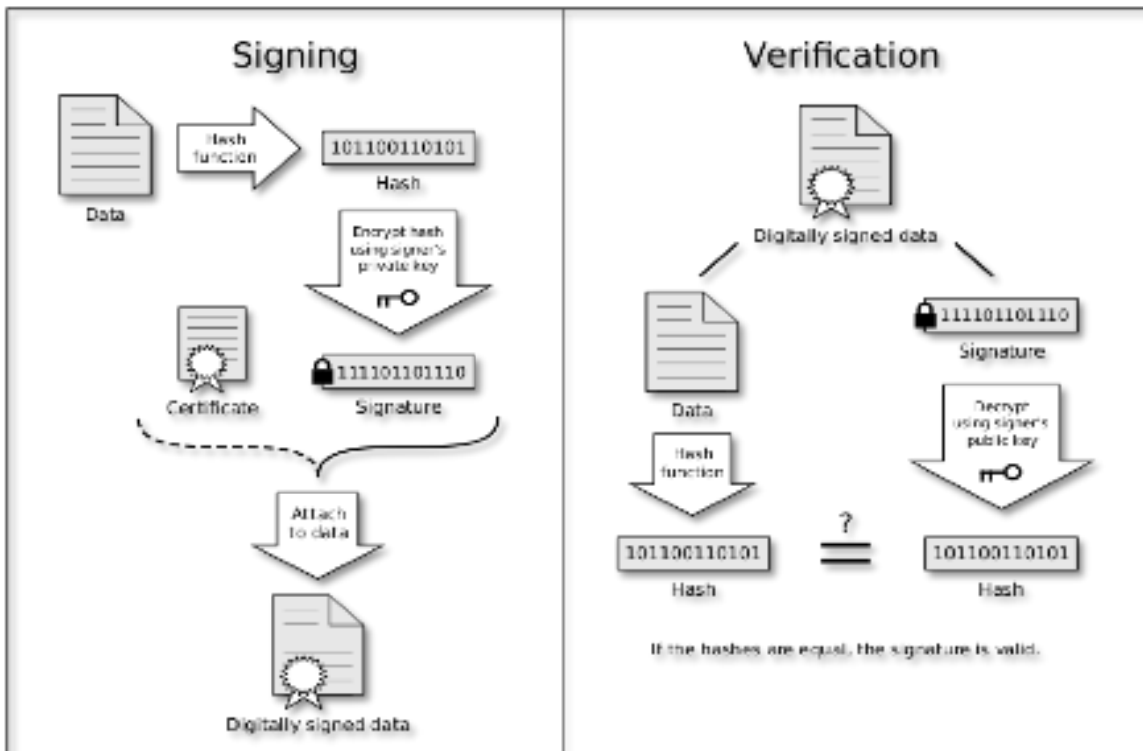 Signing
Data
Hash
function
101100110101
Hash
Encrypt hash
using signer's
private key
Certificate
111101101110
Signature
Attach
to data
Digitally signed data
Verification
Digitally signed data
Data
Hash
function
101100110101
Hash
?
111101101110
Signature
Decrypt
using signer's
public key
101100110101
Hash
If the hashes are equal, the signature is valid.